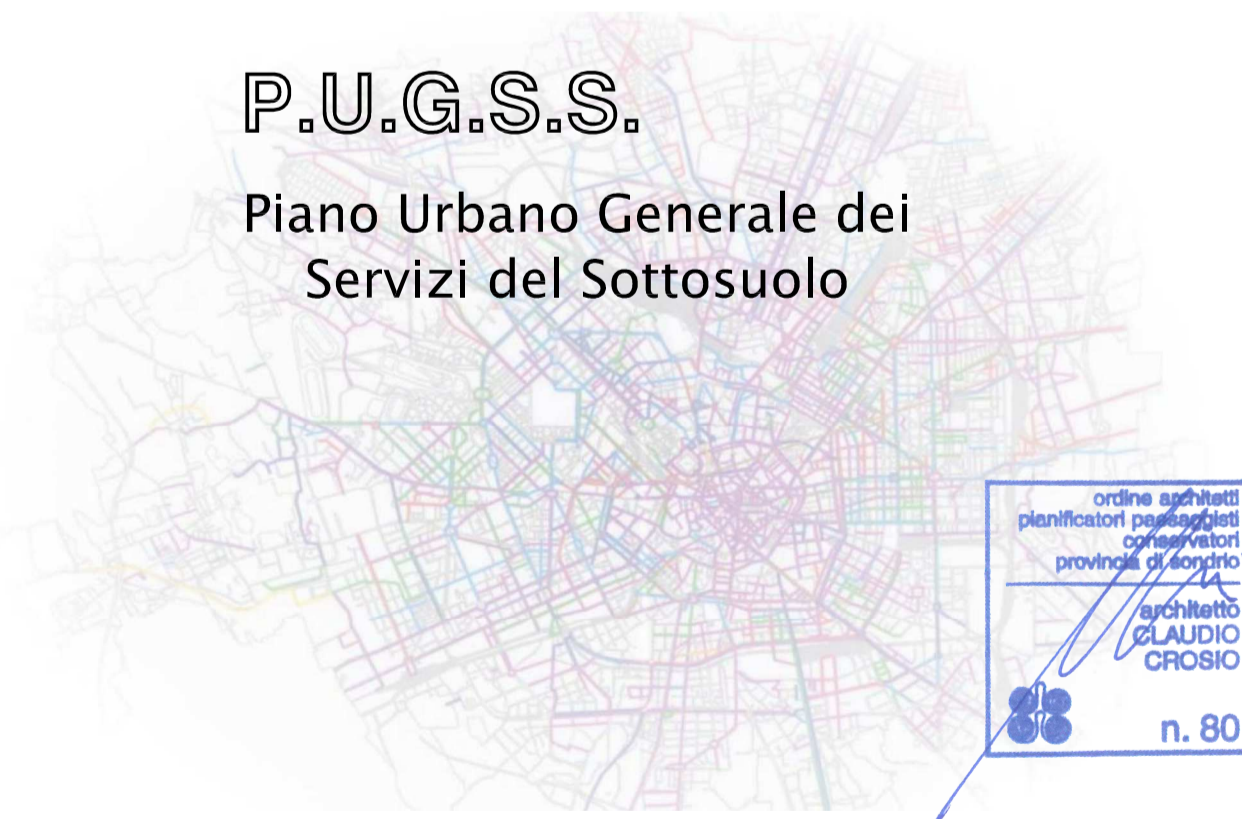 P.U.G.S.S.
Piano Urbano Generale dei
Servizi del Sottosuolo
ordine architetti
pianificatori paesaggisti
conservatori
provincia di sondrio
architetto
CLAUDIO
CROSIO
n. 80